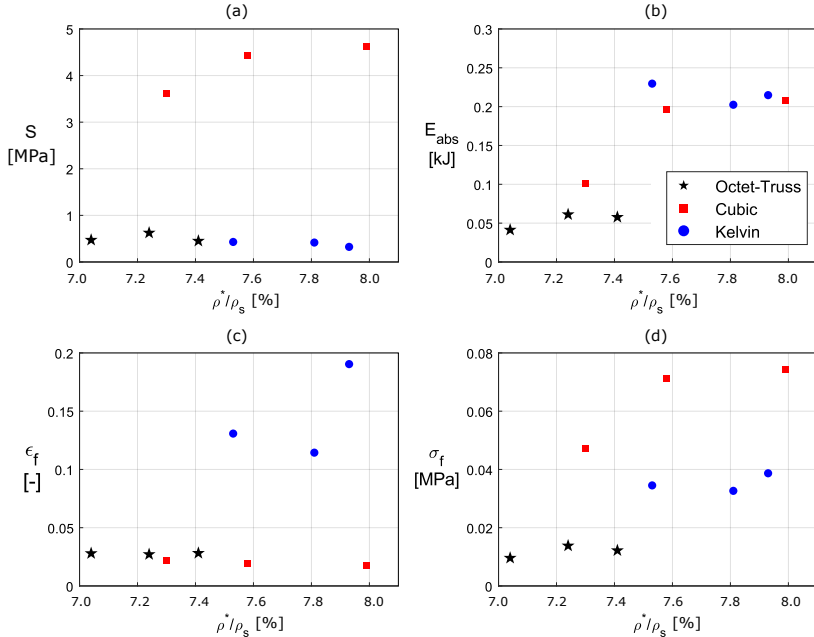 (a)
5
4
3
2
1
0
S
[MPa]
7.0 7.2 7.4 7.6 7.8 8.0
ρ*/ρs [%]
(b)
0.3
0.25
0.2
0.15
0.1
0.05
0
Eabs
[kJ]
Octet-Truss
Cubic
Kelvin
7.0 7.2 7.4 7.6 7.8 8.0
ρ*/ρs [%]
(c)
0.2
0.15
0.1
0.05
0
ϵf
[-]
7.0 7.2 7.4 7.6 7.8 8.0
ρ*/ρs [%]
(d)
0.08
0.06
0.04
0.02
0
σf
[MPa]
7.0 7.2 7.4 7.6 7.8 8.0
ρ*/ρs [%]